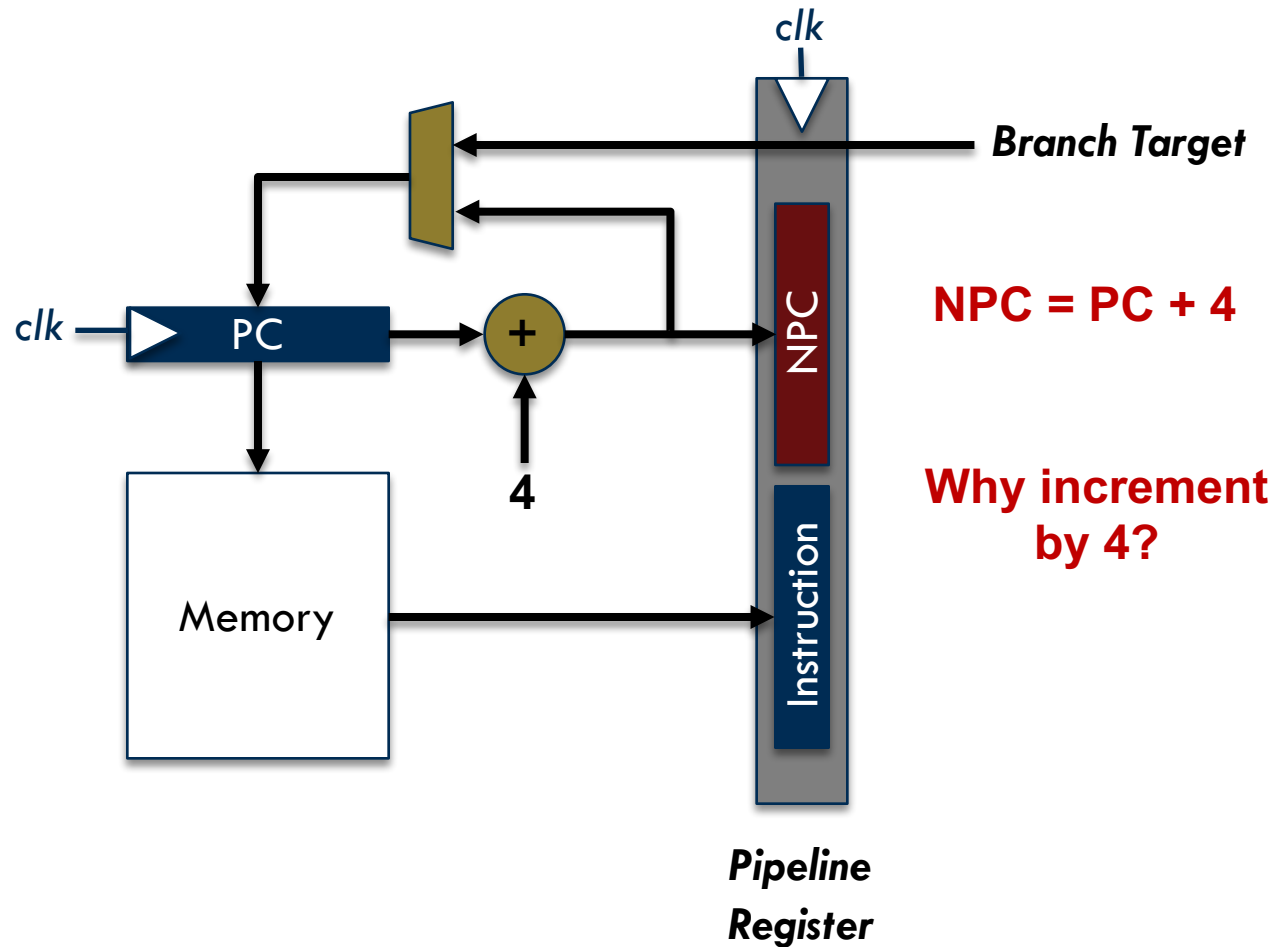 clk
Branch Target
NPC
NPC = PC + 4
clk
PC
+
4
Why increment
by 4?
Memory
Instruction
Pipeline
Register